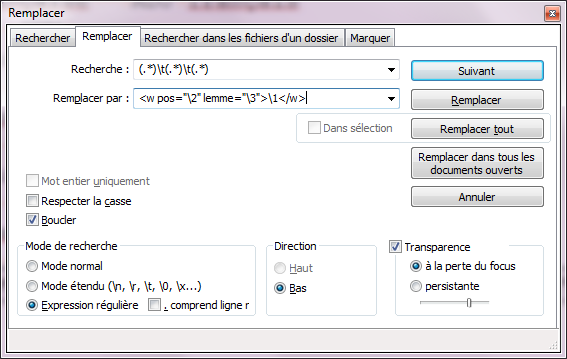 Remplacer
Rechercher Remplacer Rechercher dans les fichiers d'un dossier Marquer
Recherche : (.*)\t(.*)\t(.*) Suivant
Remplacer par : <w pos="\2" lemme="\3">\1</w> Remplacer
Dans sélection Remplacer tout
Remplacer dans tous les
documents ouverts
Mot entier uniquement
Respecter la casse Annuler
Boucler
Mode de recherche Direction Transparence
Mode normal Haut à la perte du focus
Mode étendu (\n, \r, \t, \0, \x...) Bas persistante
Expression régulière . comprend ligne r